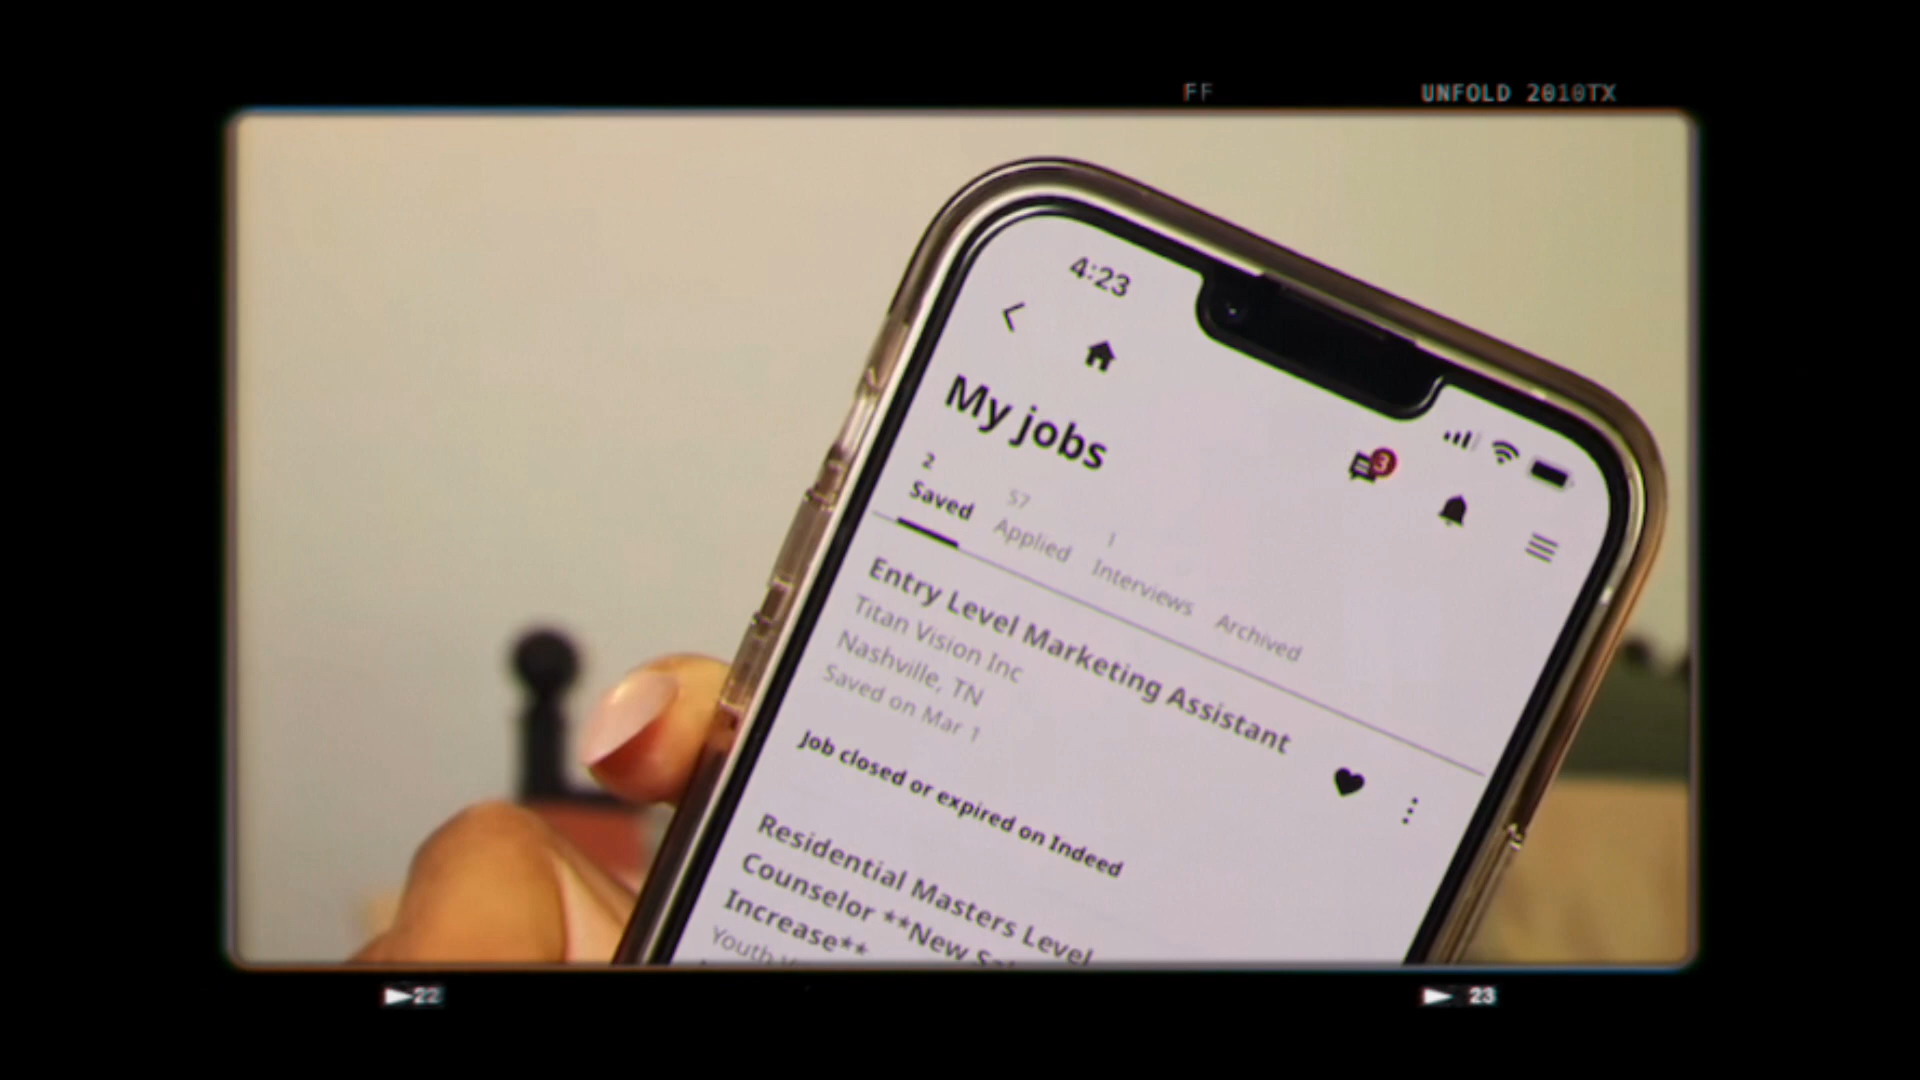 FF
UNFOLD 2010TX
4:23
My jobs
3
2
Saved
57
Applied
1
Interviews
Archived
Entry Level Marketing Assistant
Titan Vision Inc
Nashville, TN
Saved on Mar 1
Job closed or expired on Indeed
Residential Masters Level
Counselor **New
Increase**
Youth
22
23